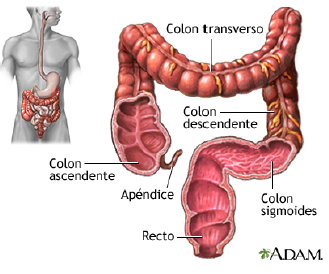 Colon transverso
Colon
descendente
Colon
ascendente
Apéndice
Colon
sigmoides
Recto
A.D.A.M.